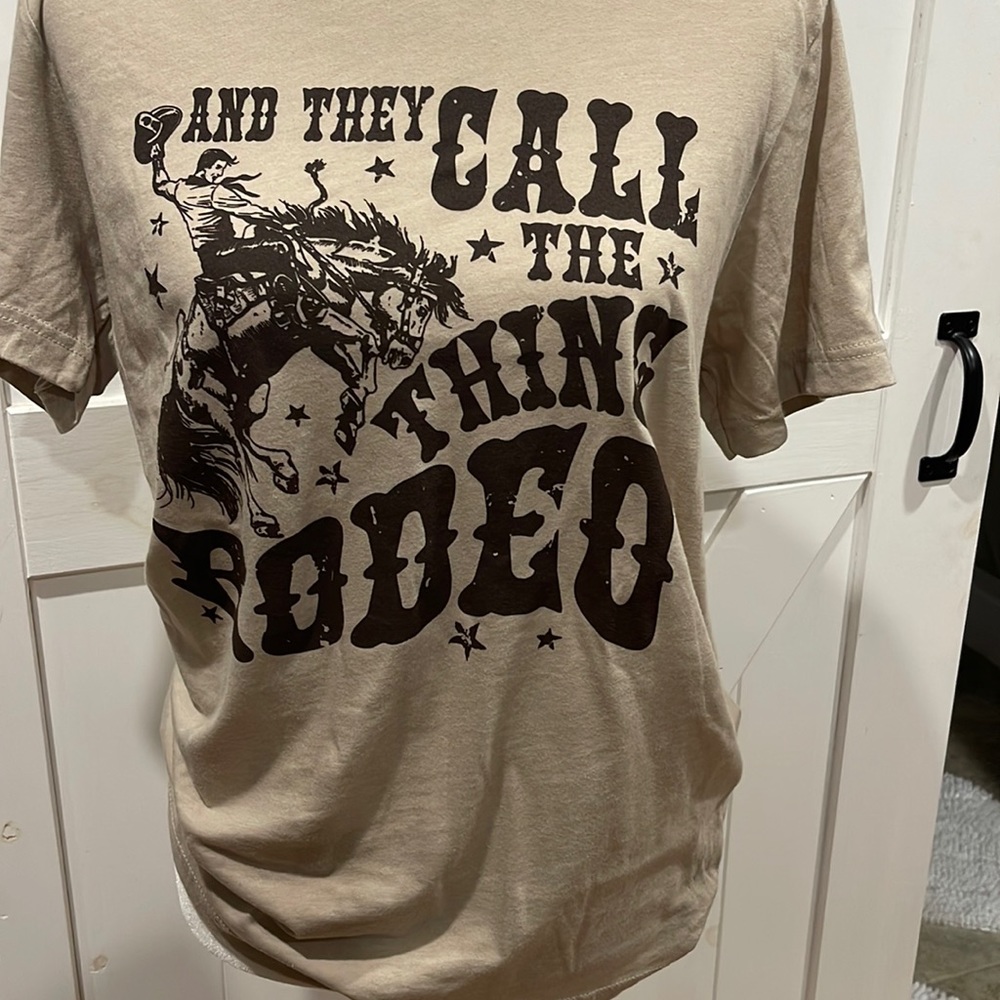 AND THEY CALL
THE
THING
RODEO